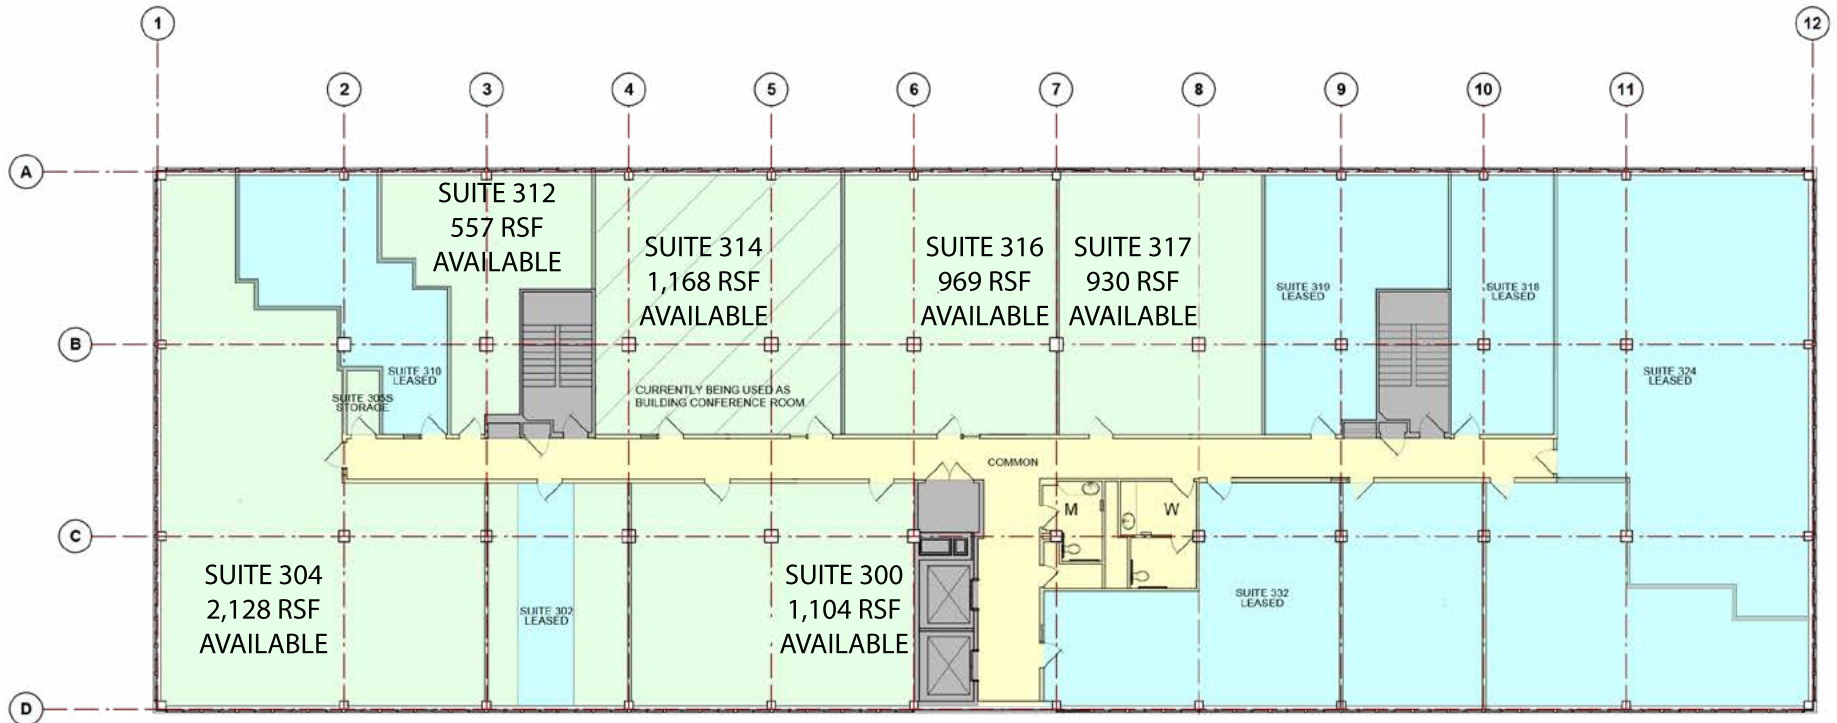 1
12
2
3
4
5
6
7
8
9
10
11
A
SUITE 312
557 RSF
AVAILABLE
SUITE 314
1,168 RSF
AVAILABLE
SUITE 316
969 RSF
AVAILABLE
SUITE 317
930 RSF
AVAILABLE
SUITE 319
LEASED
SUITE 318
LEASED
B
SUITE 310
LEASED
SUITE 305S
STORAGE
CURRENTLY BEING USED AS
BUILDING CONFERENCE ROOM
SUITE 324
LEASED
COMMON
M
W
C
SUITE 304
2,128 RSF
AVAILABLE
SUITE 302
LEASED
SUITE 300
1,104 RSF
AVAILABLE
SUITE 332
LEASED
D